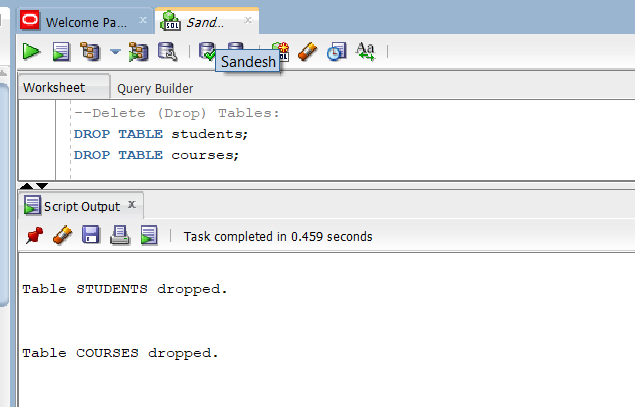 Welcome Pa...
Sand...
Sandesh
Worksheet
Query Builder
--Delete (Drop) Tables:
DROP TABLE students;
DROP TABLE courses;
Script Output
Task completed in 0.459 seconds
Table STUDENTS dropped.
Table COURSES dropped.